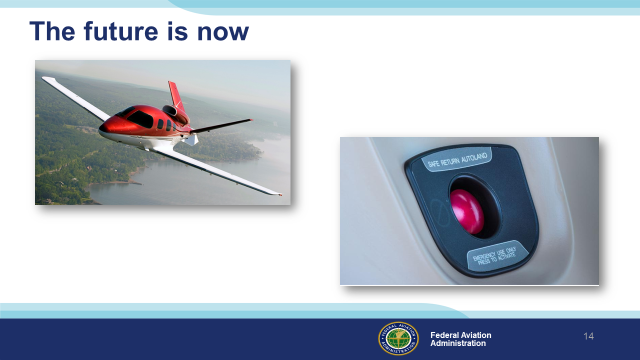 The future is now
SAFE RETURN AUTOLAND
EMERGENCY USE ONLY
PRESS TO ACTIVATE
Federal Aviation
Administration
14